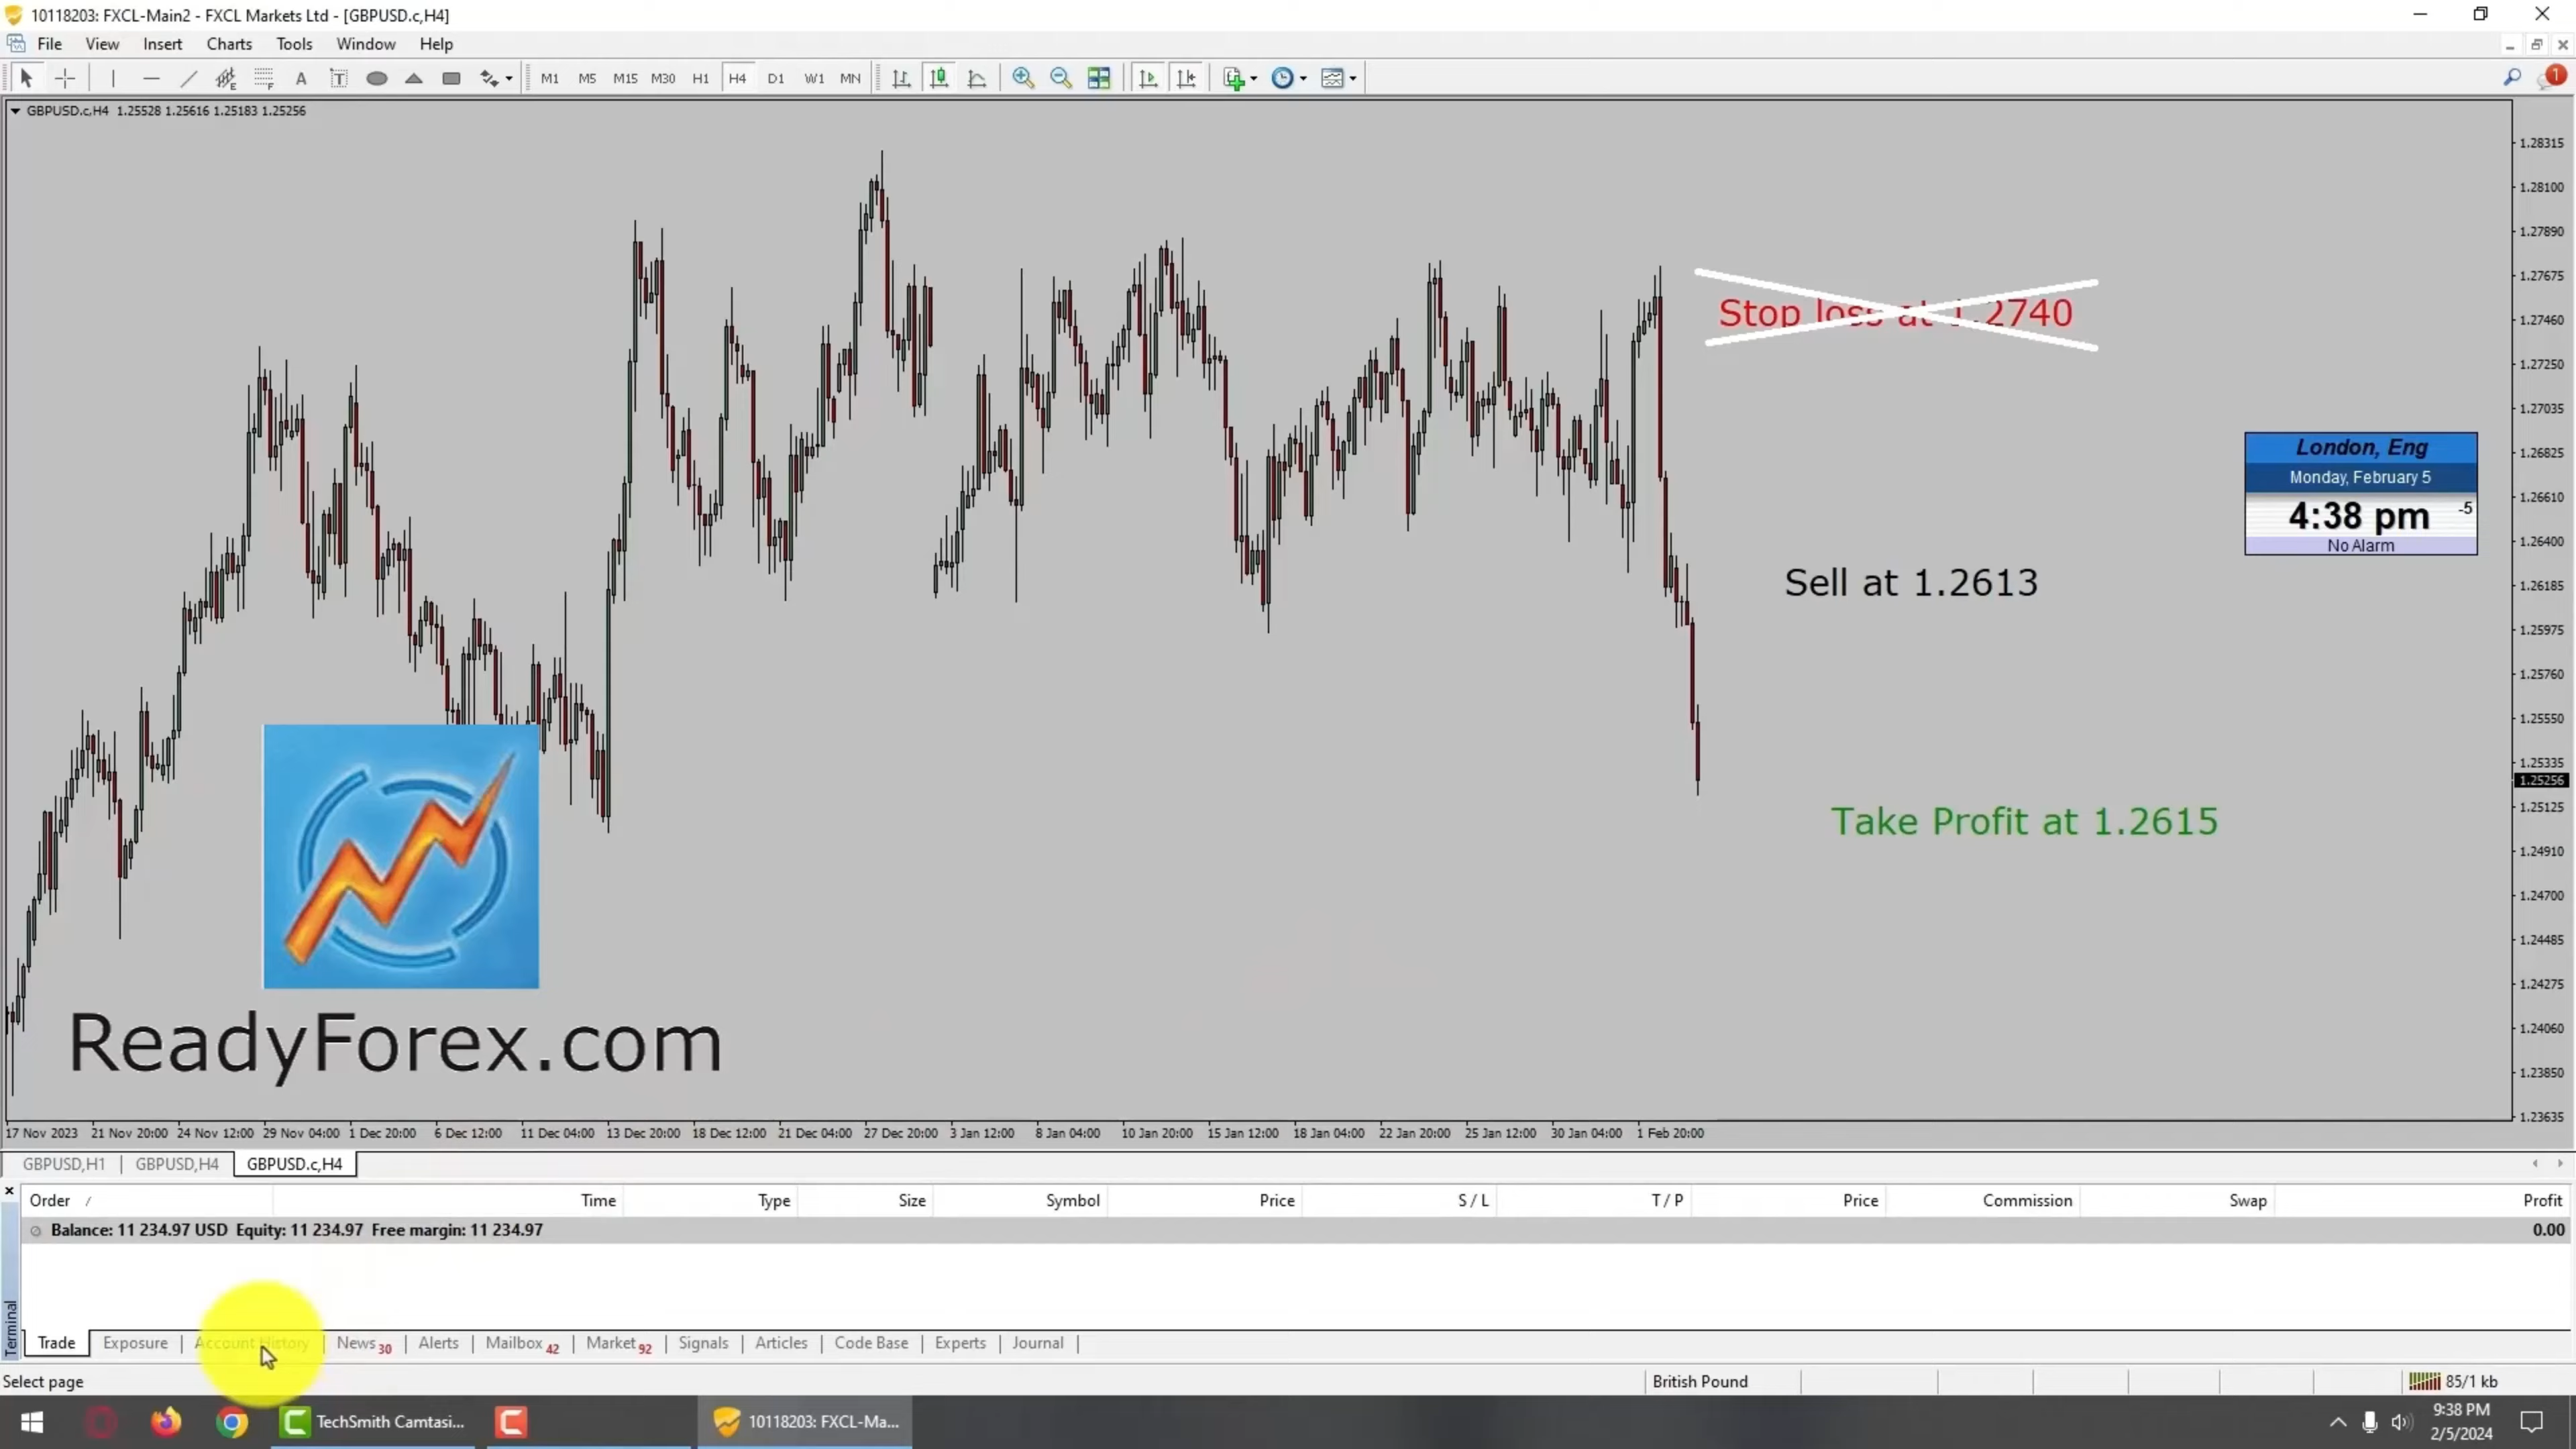 10118203: FXCL-Main2 - FXCL Markets Ltd - [GBPUSD.c,H4]
File View Insert Charts Tools Window Help
A T M1 M5 M15 M30 H1 H4 D1 W1 MN 1
GBPUSD.c,H4 1.25528 1.25616 1.25183 1.25256
1.28315
1.28100
1.27890
1.27675
Stop loss at 1.2740
1.27460
1.27250
1.27035
London, Eng
1.26825
Monday, February 5
1.26610
4:38 pm -5
1.26400
No Alarm
Sell at 1.2613
1.26185
1.25975
1.25760
1.25550
1.25335
1.25256
1.25125
Take Profit at 1.2615
1.24910
1.24700
1.24485
1.24275
ReadyForex.com
1.24060
1.23850
1.23635
17 Nov 2023 21 Nov 20:00 24 Nov 12:00 29 Nov 04:00 1 Dec 20:00 6 Dec 12:00 11 Dec 04:00 13 Dec 20:00 18 Dec 12:00 21 Dec 04:00 27 Dec 20:00 3 Jan 12:00 8 Jan 04:00 10 Jan 20:00 15 Jan 12:00 18 Jan 04:00 22 Jan 20:00 25 Jan 12:00 30 Jan 04:00 1 Feb 20:00
GBPUSD,H1 GBPUSD,H4 GBPUSD.c,H4
Order / Time Type Size Symbol Price S / L T / P Price Commission Swap Profit
Balance: 11 234.97 USD Equity: 11 234.97 Free margin: 11 234.97 0.00
Terminal
Trade Exposure Account History News 30 Alerts Mailbox 42 Market 92 Signals Articles Code Base Experts Journal
Select page British Pound 85/1 kb
TechSmith Camtasi... 10118203: FXCL-Ma... 9:38 PM
2/5/2024